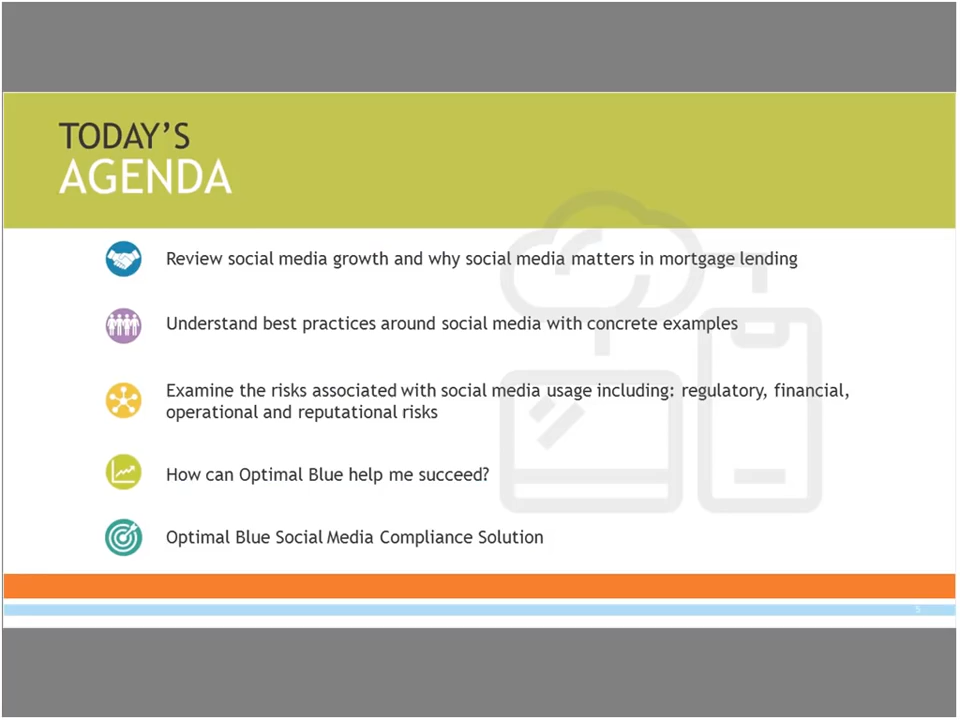 TODAY'S
AGENDA
Review social media growth and why social media matters in mortgage lending
Understand best practices around social media with concrete examples
Examine the risks associated with social media usage including: regulatory, financial,
operational and reputational risks
How can Optimal Blue help me succeed?
Optimal Blue Social Media Compliance Solution
5